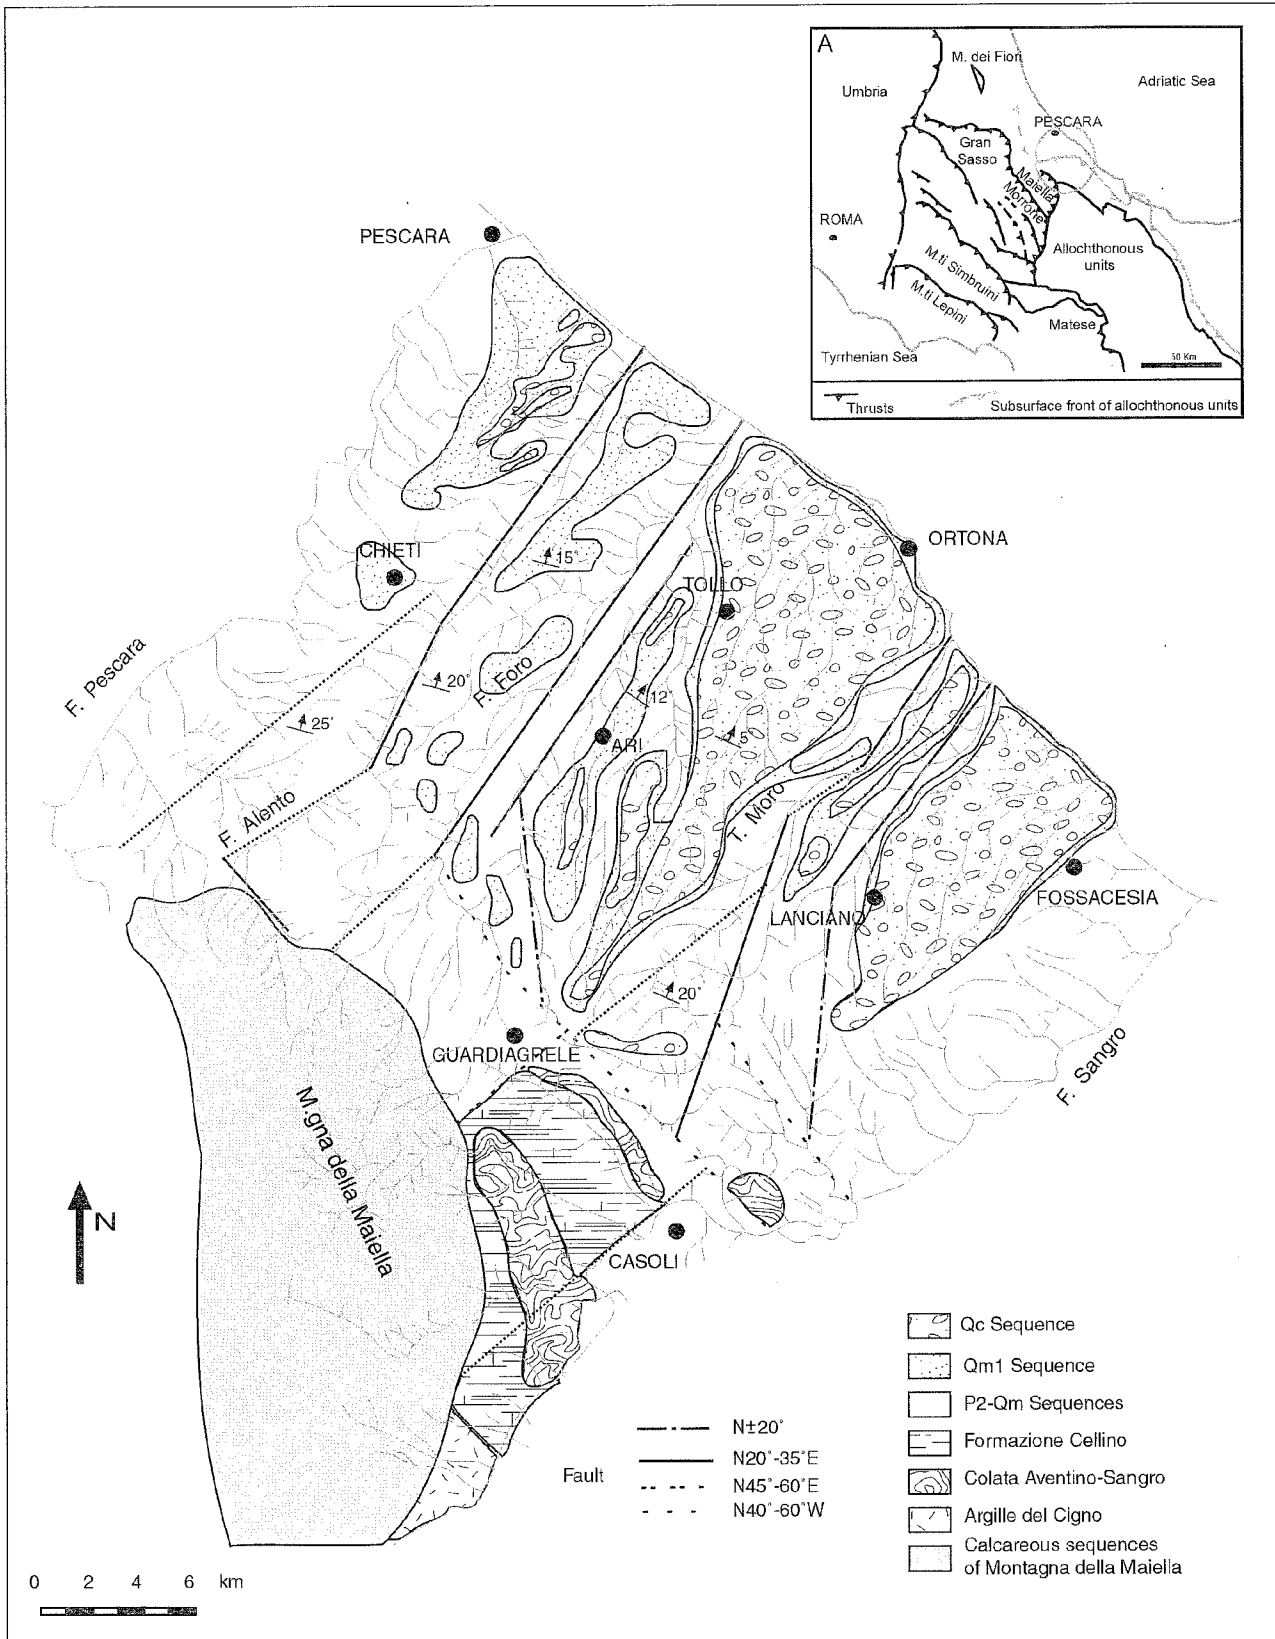 A
M. dei Fiori
Adriatic Sea
Umbria
PESCARA
Gran
Sasso
Maiella
Morrone
ROMA
Allochthonous
units
M.ti Simbruini
M.ti Lepini
Matese
Tyrrhenian Sea
50 Km
Thrusts
Subsurface front of allochthonous units
PESCARA
ORTONA
CHIETI
15°
TOLLO
F. Pescara
20°
F. Foro
25°
12°
ARI
5°
F. Alento
T. Moro
LANCIANO
FOSSACESIA
20°
GUARDIAGRELE
F. Sangro
M.gna della Maiella
N
CASOLI
Qc Sequence
Qm1 Sequence
P2-Qm Sequences
Formazione Cellino
Colata Aventino-Sangro
Argille del Cigno
Calcareous sequences
of Montagna della Maiella
Fault
N±20°
N20°-35°E
N45°-60°E
N40°-60°W
0 2 4 6 km